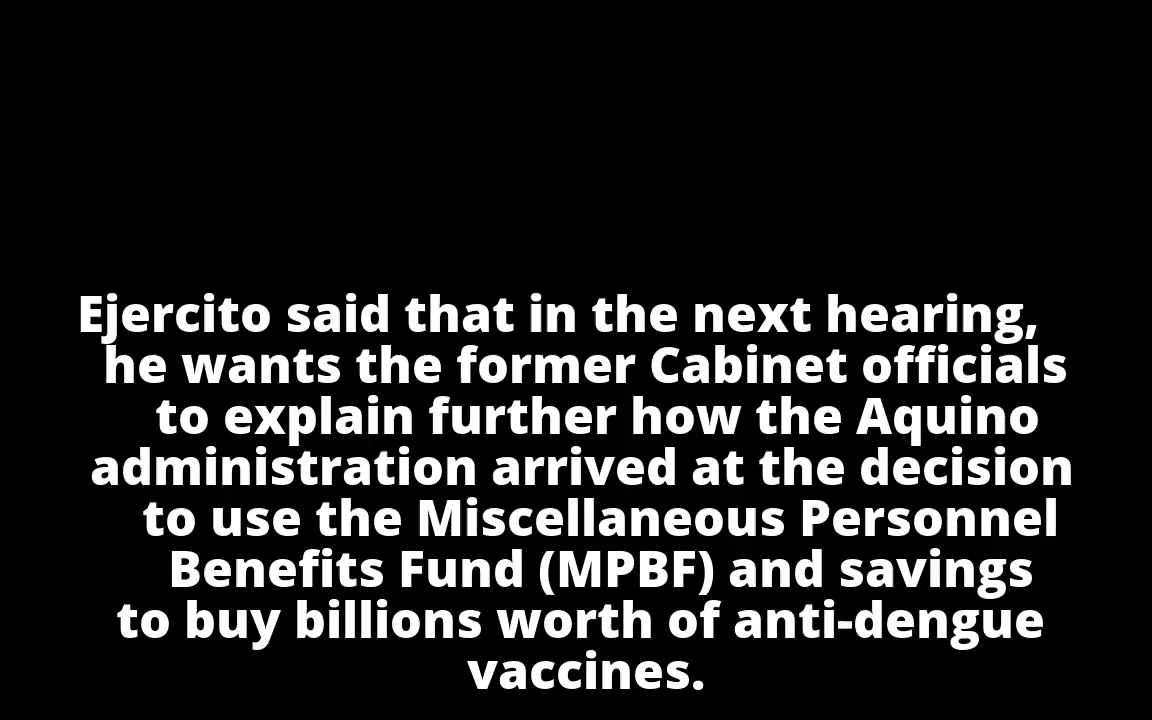 Ejercito said that in the next hearing,
he wants the former Cabinet officials
to explain further how the Aquino
administration arrived at the decision
to use the Miscellaneous Personnel
Benefits Fund (MPBF) and savings
to buy billions worth of anti-dengue
vaccines.